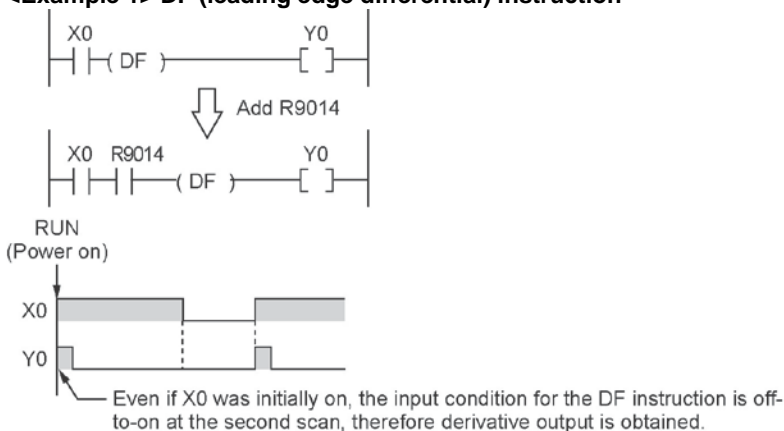 <Example 1> DF (leading edge differential) instruction
X0 Y0
( DF ) [ ]
Add R9014
X0 R9014 Y0
( DF ) [ ]
RUN
(Power on)
X0
Y0
Even if X0 was initially on, the input condition for the DF instruction is off-
to-on at the second scan, therefore derivative output is obtained.